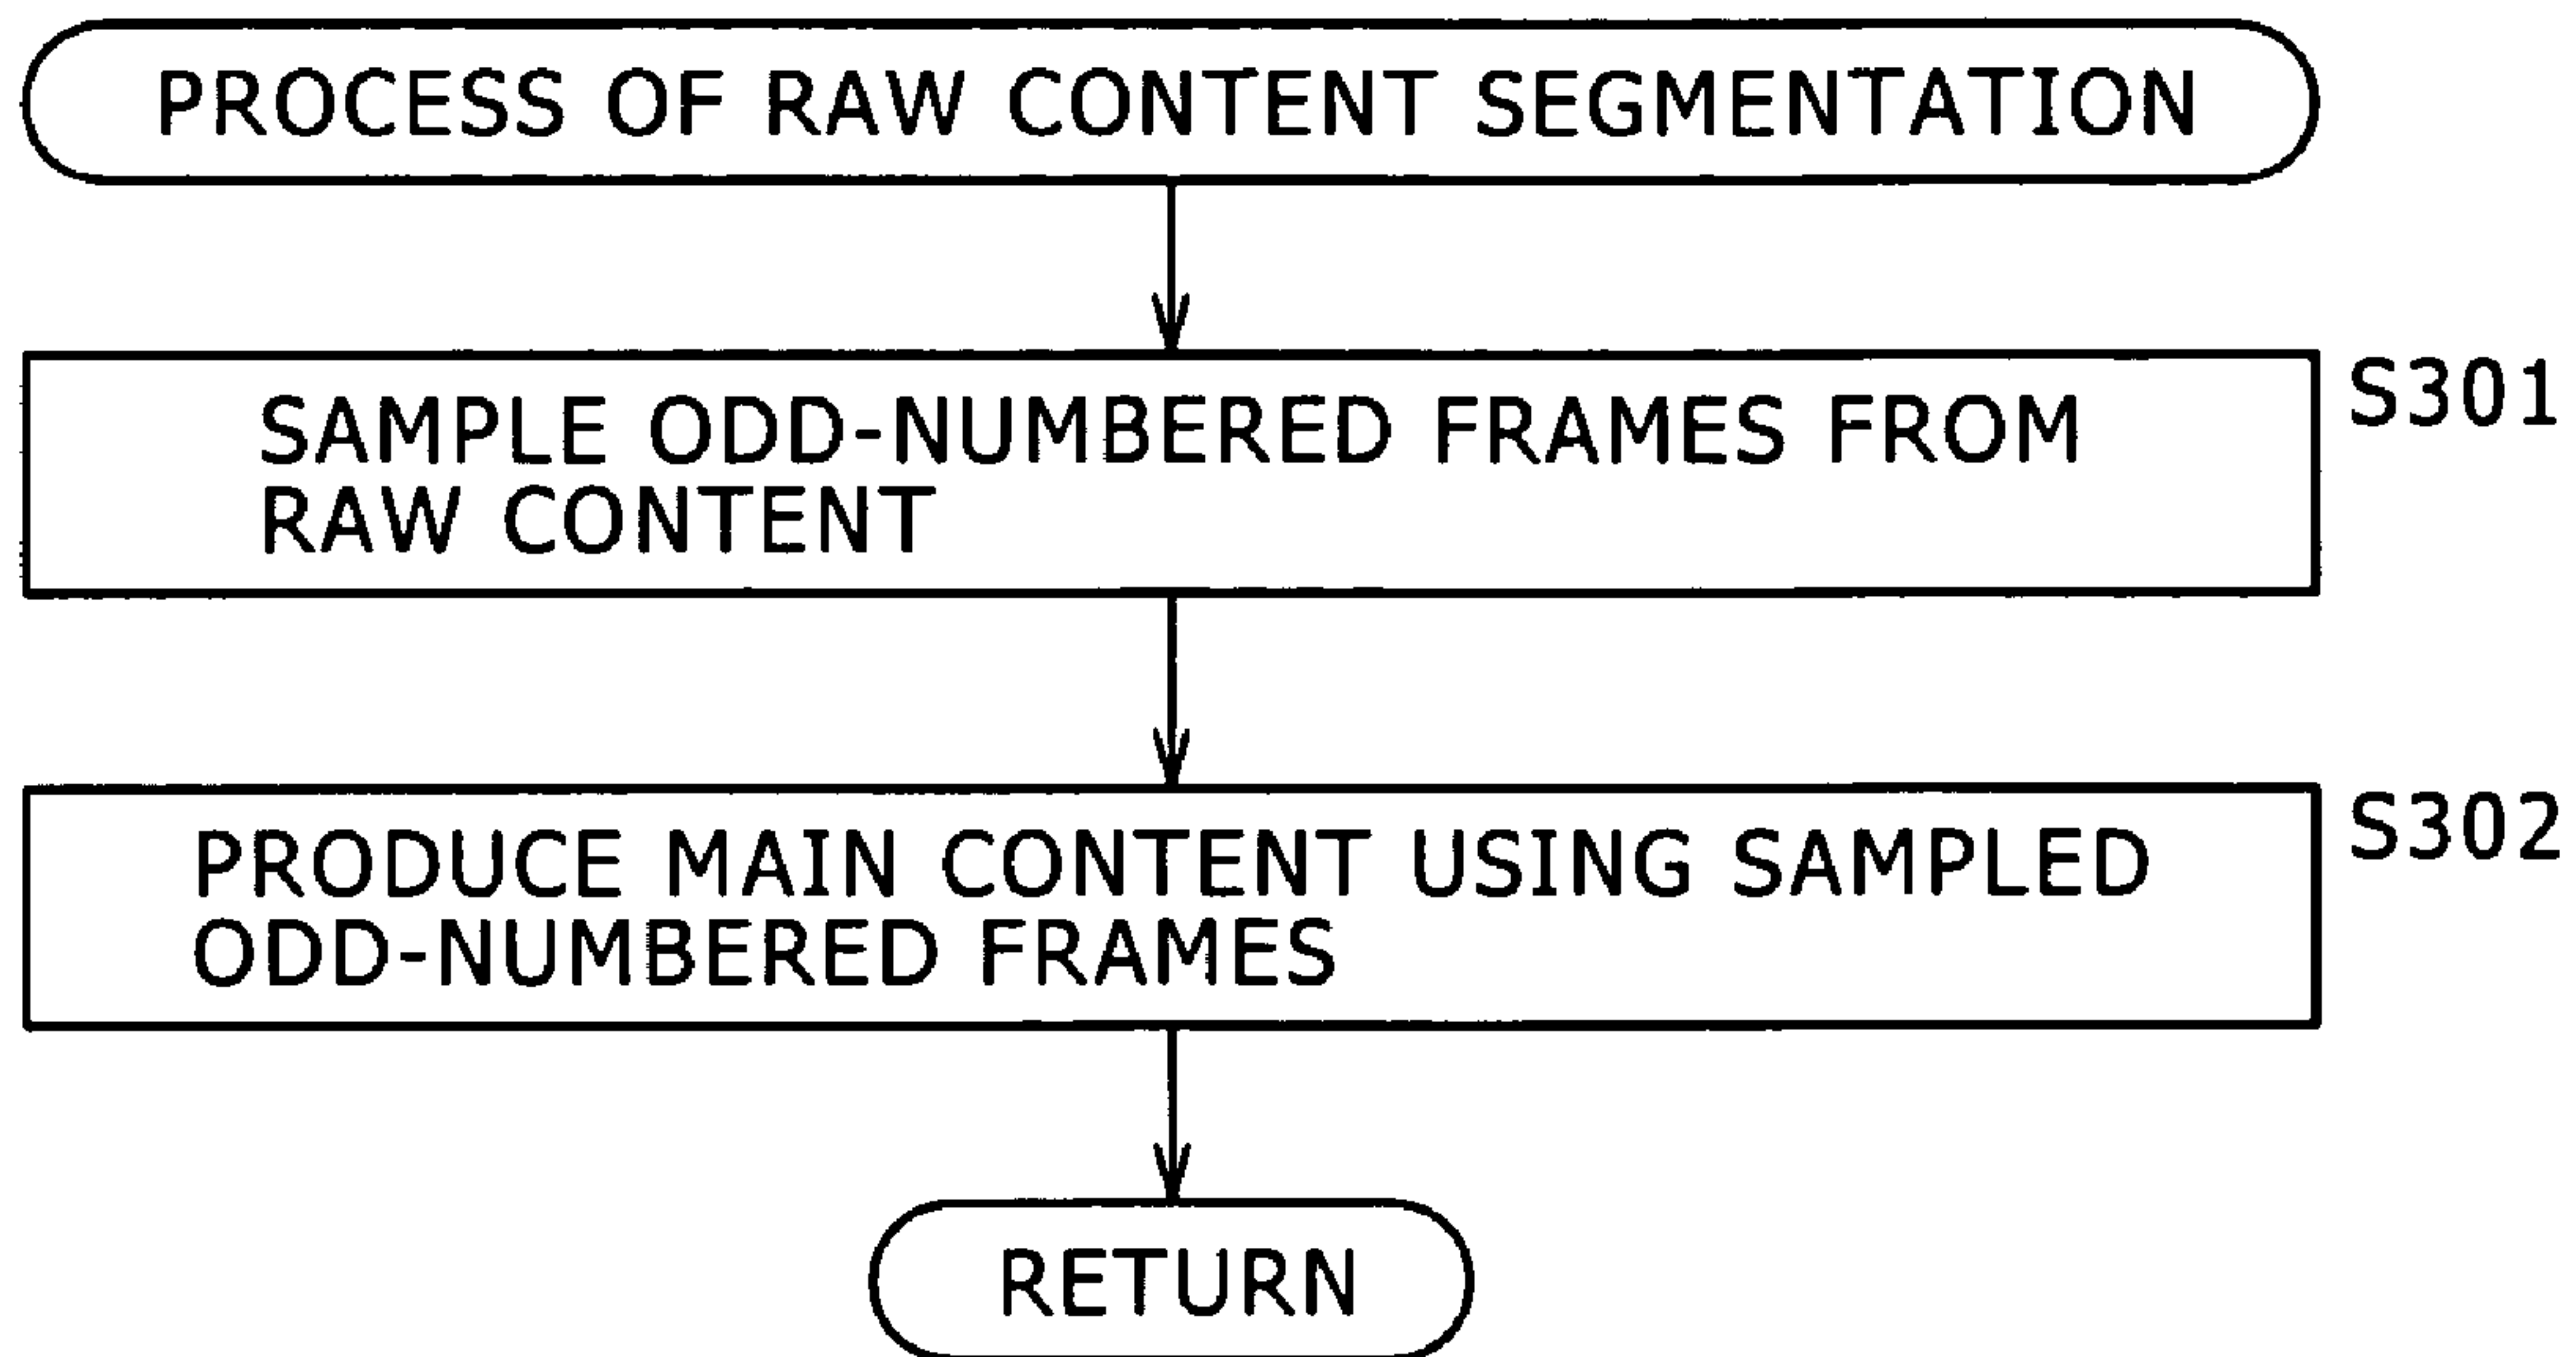 PROCESS OF RAW CONTENT SEGMENTATION
SAMPLE ODD-NUMBERED FRAMES FROM
RAW CONTENT
S301
PRODUCE MAIN CONTENT USING SAMPLED
ODD-NUMBERED FRAMES
S302
RETURN